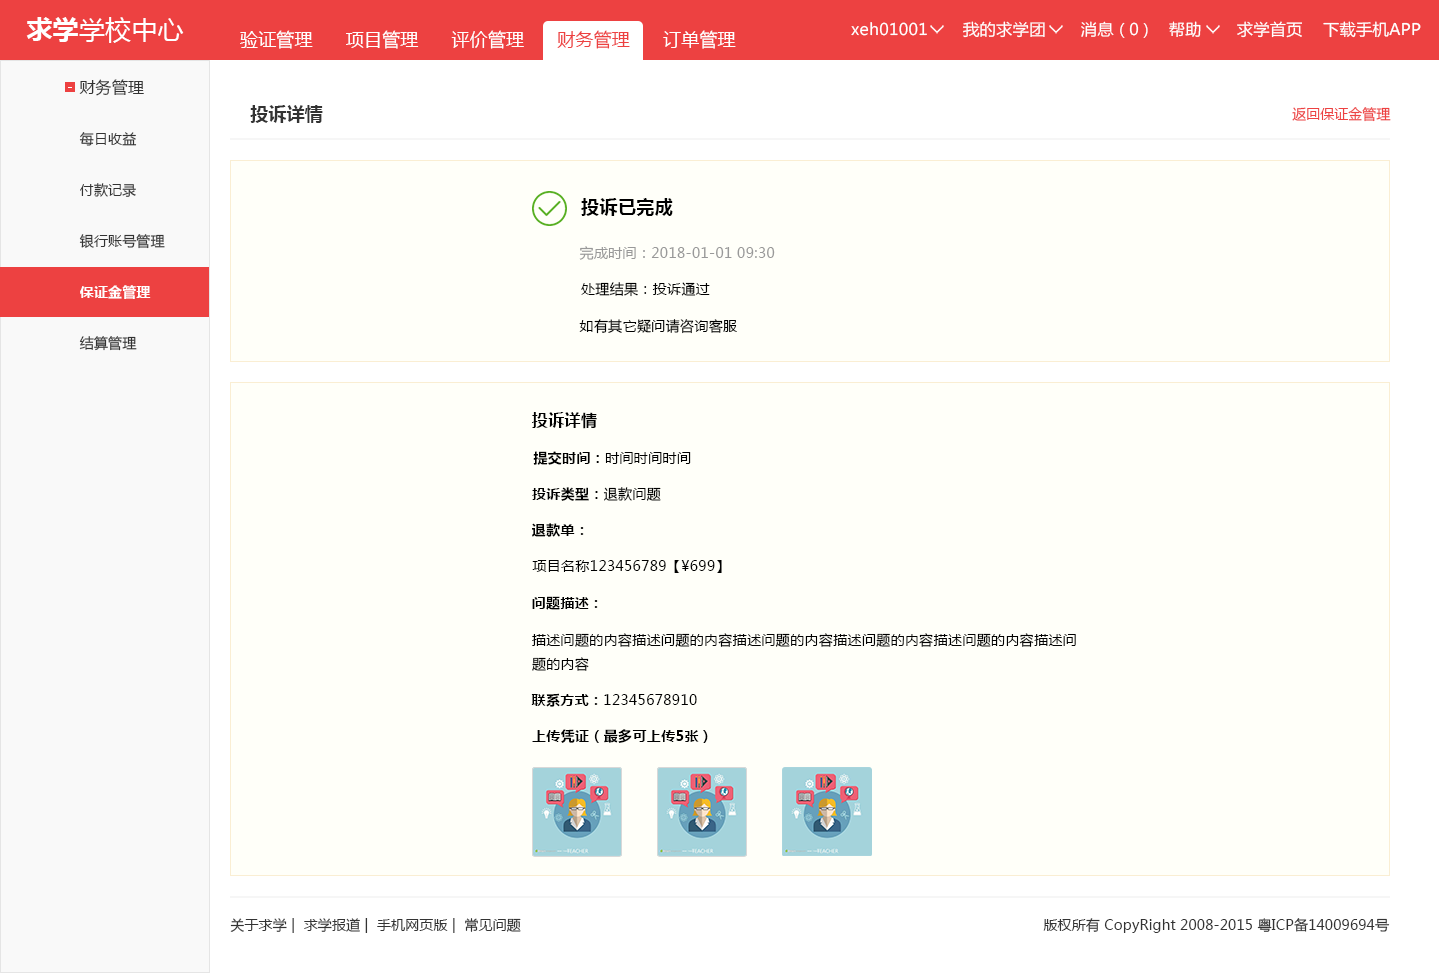 求学学校中心
验证管理
项目管理
评价管理
财务管理
订单管理
xeh01001
我的求学团
消息（0）
帮助
求学首页
下载手机APP
财务管理
每日收益
付款记录
银行账号管理
保证金管理
结算管理
投诉详情
返回保证金管理
投诉已完成
完成时间：2018-01-01 09:30
处理结果：投诉通过
如有其它疑问请咨询客服
投诉详情
提交时间：时间时间时间
投诉类型：退款问题
退款单：
项目名称123456789【¥699】
问题描述：
描述问题的内容描述问题的内容描述问题的内容描述问题的内容描述问题的内容描述问
题的内容
联系方式：12345678910
上传凭证（最多可上传5张）
关于求学 | 求学报道 | 手机网页版 | 常见问题
版权所有 CopyRight 2008-2015 粤ICP备14009694号